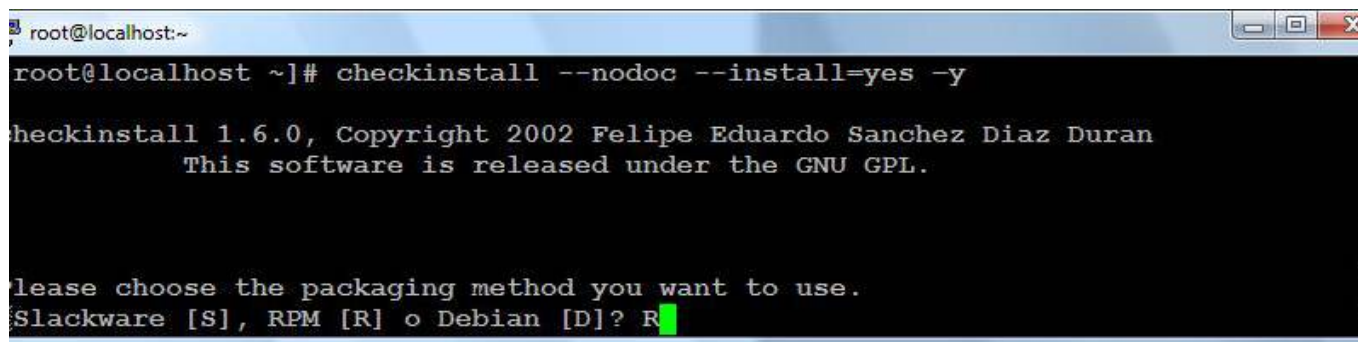 root@localhost:~
root@localhost ~]# checkinstall --nodoc --install=yes -y
heckinstall 1.6.0, Copyright 2002 Felipe Eduardo Sanchez Diaz Duran
This software is released under the GNU GPL.
lease choose the packaging method you want to use.
Slackware [S], RPM [R] o Debian [D]? R